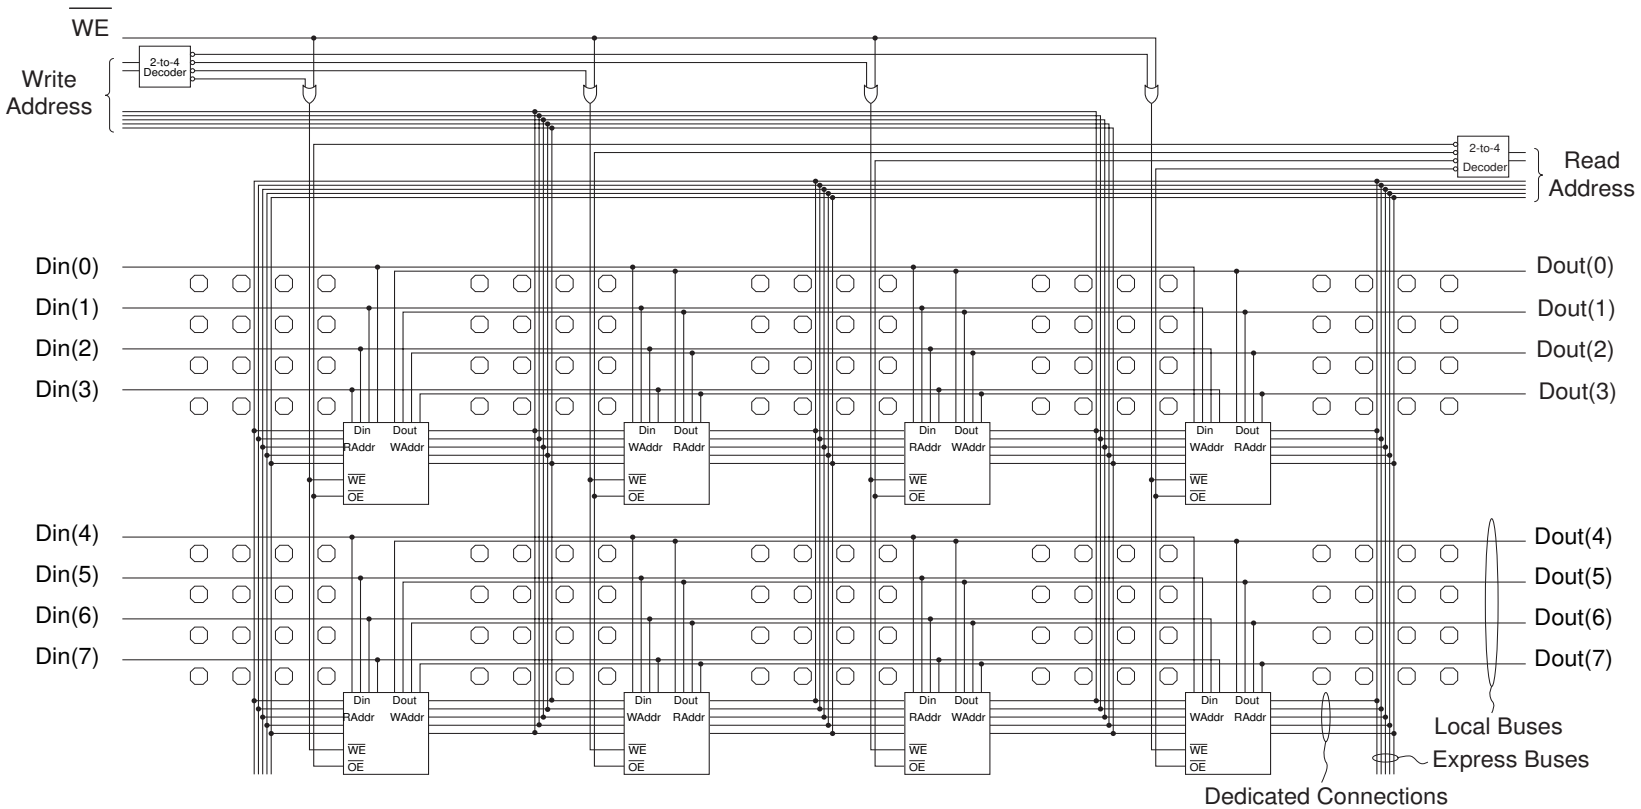 WE
2-to-4
Decoder
Write
Address
2-to-4
Decoder
Read
Address
Din(0)
Dout(0)
Din(1)
Dout(1)
Din(2)
Dout(2)
Din(3)
Dout(3)
Din Dout
RAddr WAddr
WE
OE
Din Dout
WAddr RAddr
WE
OE
Din Dout
RAddr WAddr
WE
OE
Din Dout
WAddr RAddr
WE
OE
Din(4)
Dout(4)
Din(5)
Dout(5)
Din(6)
Dout(6)
Din(7)
Dout(7)
Din Dout
RAddr WAddr
WE
OE
Din Dout
WAddr RAddr
WE
OE
Din Dout
RAddr WAddr
WE
OE
Din Dout
WAddr RAddr
WE
OE
Local Buses
Express Buses
Dedicated Connections